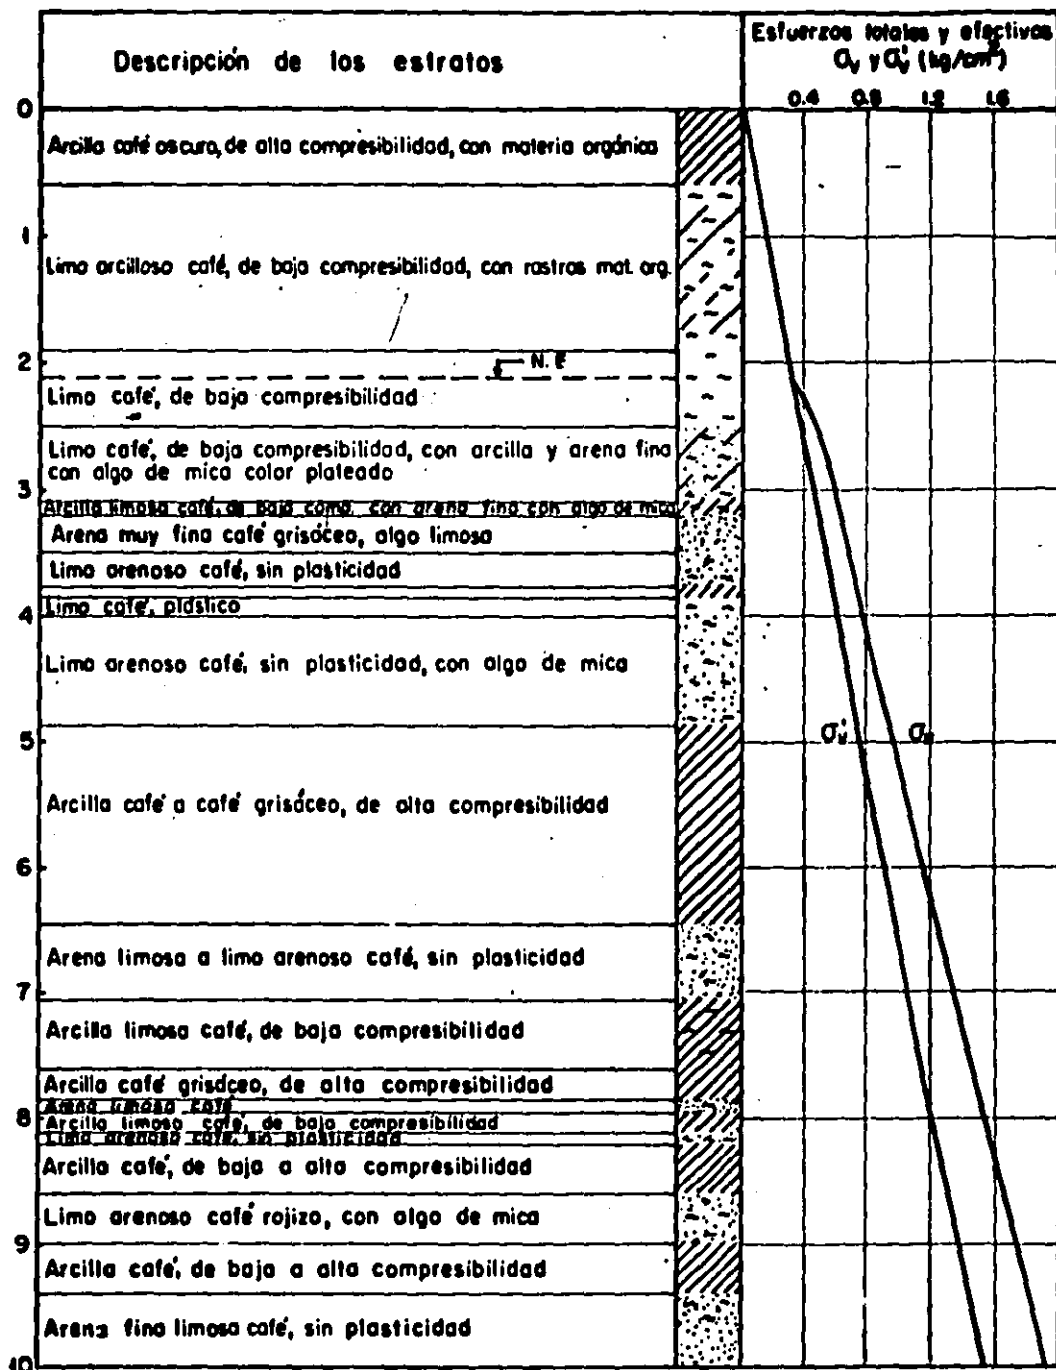 Descripción de los estratos
Esfuerzos totales y efectivos
σv y σ'v (kg/cm²)
0.4 0.8 1.2 1.6
0
Arcilla café oscuro, de alta compresibilidad, con materia orgánica
1
Limo arcilloso café, de baja compresibilidad, con rastros mat. org.
2
N. E
Limo café, de baja compresibilidad
Limo café, de baja compresibilidad, con arcilla y arena fina
con algo de mica color plateado
3
Arcilla limosa café, de baja comp. con arena fina con algo de mica
Arena muy fina café grisáceo, algo limosa
Limo arenoso café, sin plasticidad
Limo café, plástico
4
Limo arenoso café, sin plasticidad, con algo de mica
5
σ'v σv
Arcilla café a café grisáceo, de alta compresibilidad
6
Arena limosa a limo arenoso café, sin plasticidad
7
Arcilla limosa café, de baja compresibilidad
Arcilla café grisáceo, de alta compresibilidad
Arena limosa café
8
Arcilla limosa café, de baja compresibilidad
Limo arenoso café, sin plasticidad
Arcilla café, de baja a alta compresibilidad
Limo arenoso café rojizo, con algo de mica
9
Arcilla café, de baja a alta compresibilidad
Arena fina limosa café, sin plasticidad
10